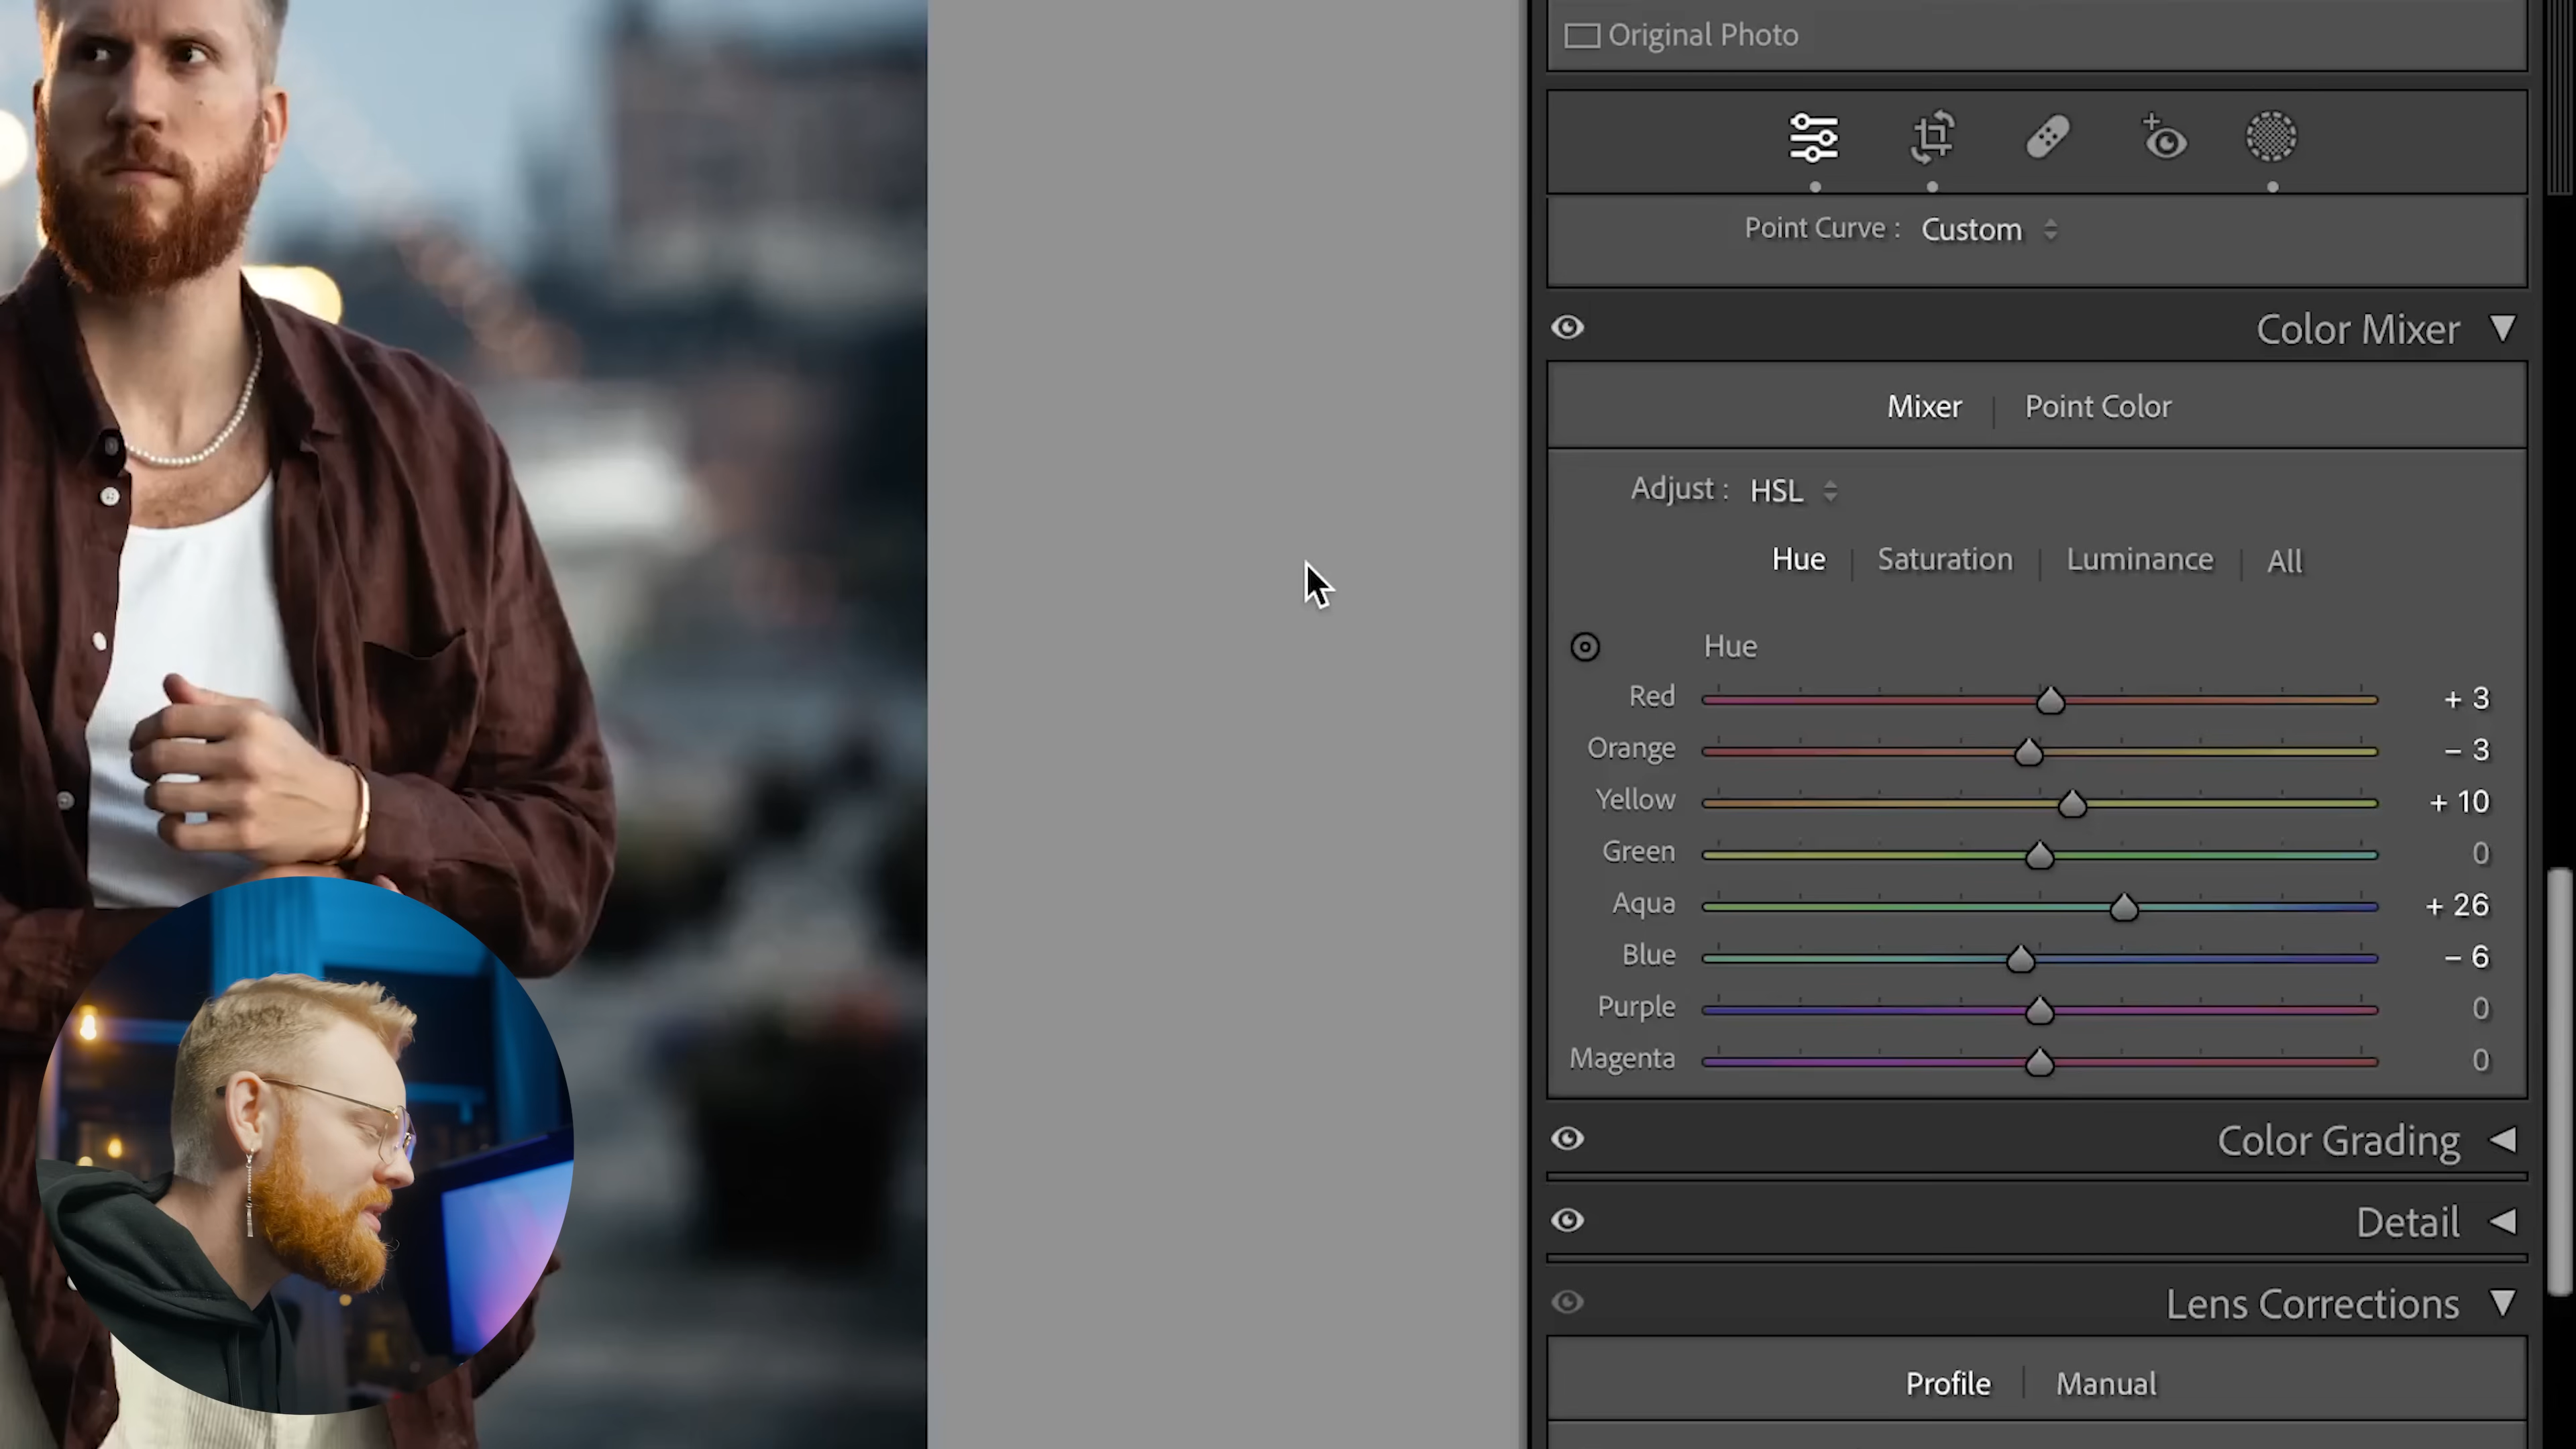 Original Photo
Point Curve : Custom
Color Mixer
Mixer | Point Color
Adjust : HSL
Hue | Saturation | Luminance | All
Hue
Red + 3
Orange − 3
Yellow + 10
Green 0
Aqua + 26
Blue − 6
Purple 0
Magenta 0
Color Grading
Detail
Lens Corrections
Profile | Manual